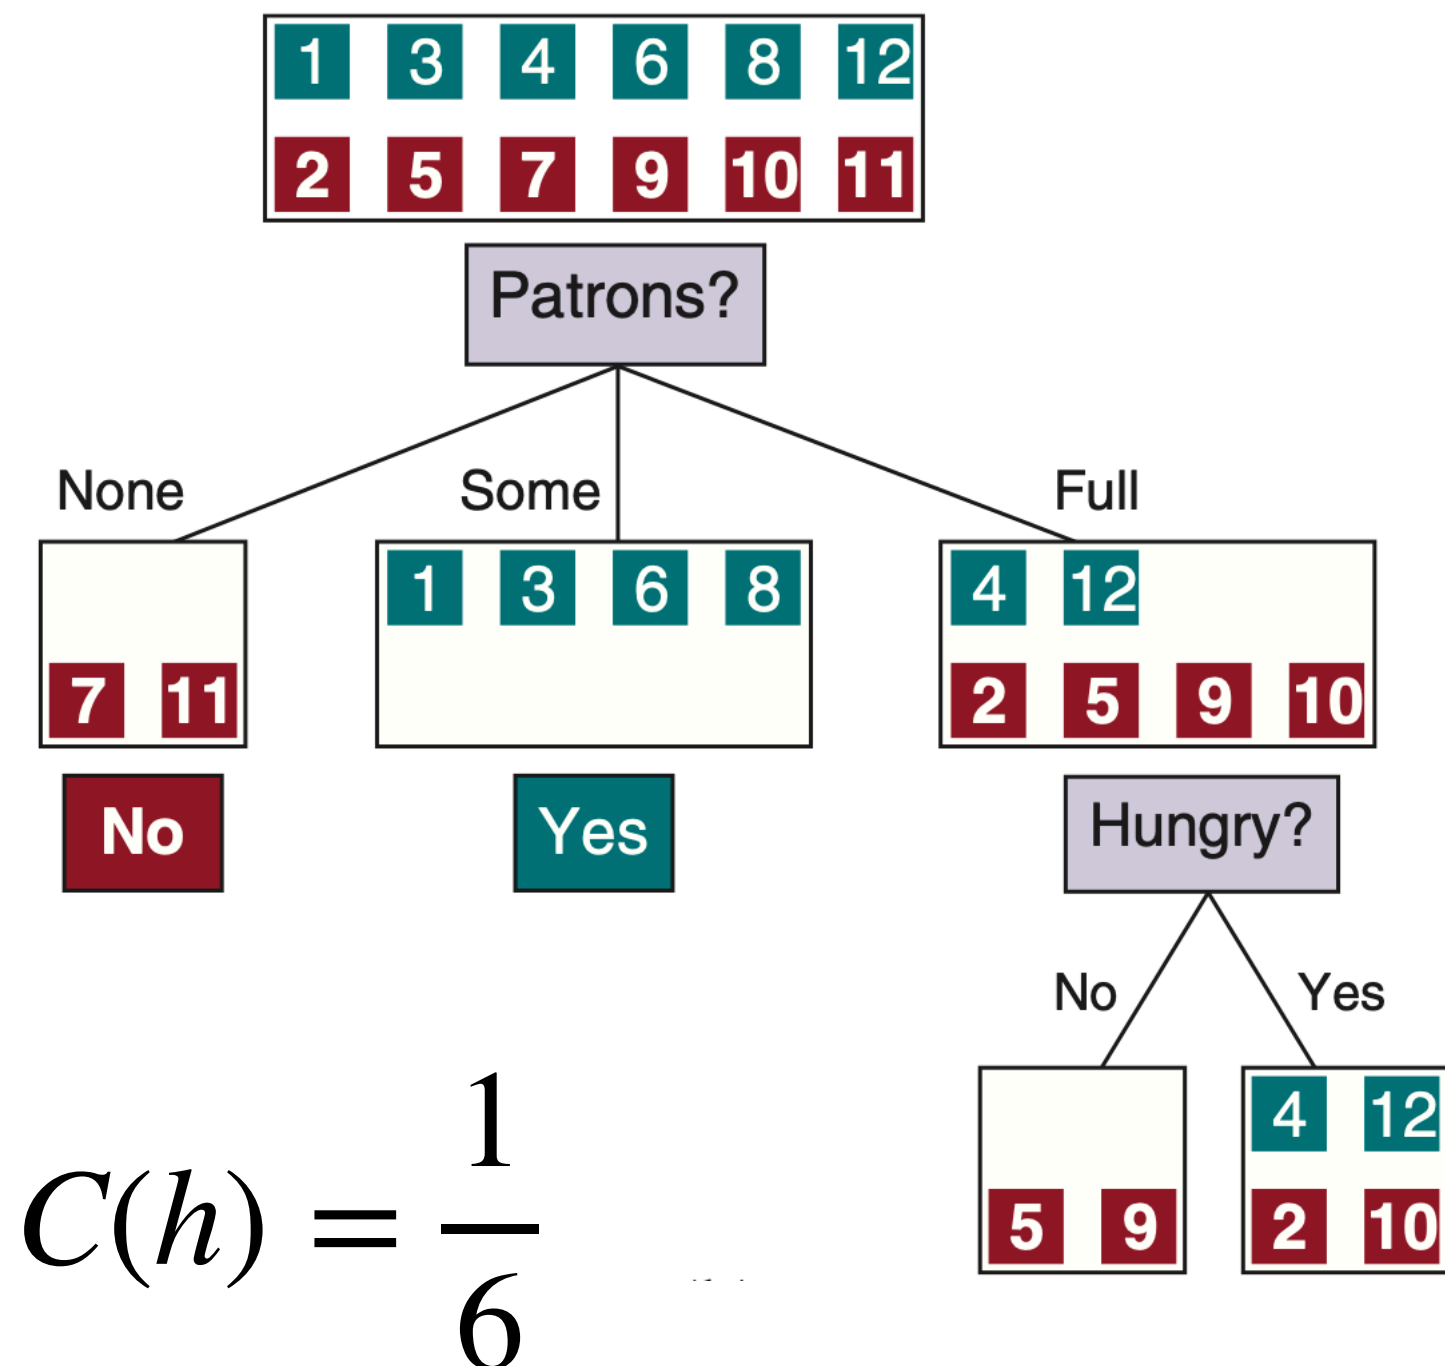 1 3 4 6 8 12
2 5 7 9 10 11
Patrons?
None Some Full
1 3 6 8 4 12
7 11 2 5 9 10
No Yes Hungry?
No Yes
4 12
5 9 2 10
C(h) = 1/6